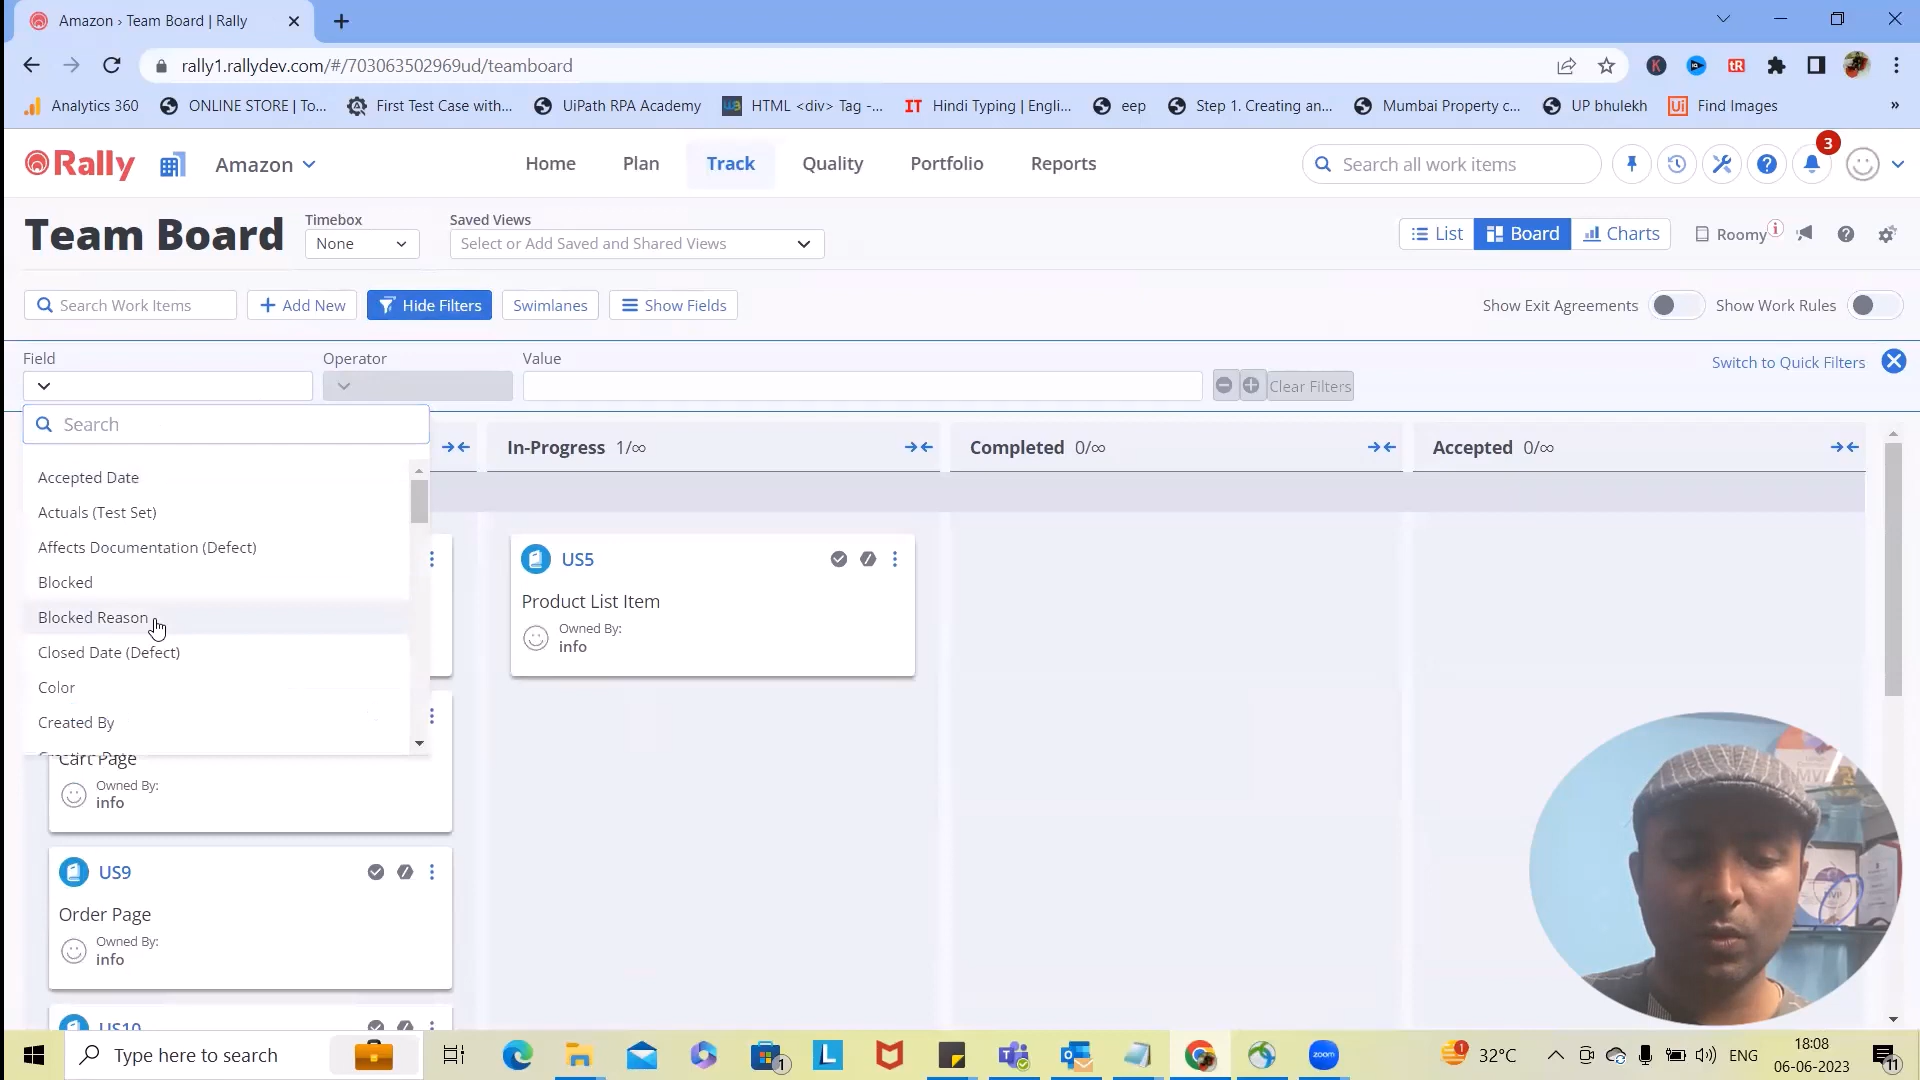 Amazon › Team Board | Rally
rally1.rallydev.com/#/703063502969ud/teamboard
Analytics 360 ONLINE STORE | To... First Test Case with... UiPath RPA Academy HTML <div> Tag -... Hindi Typing | Engli... eep Step 1. Creating an... Mumbai Property c... UP bhulekh Find Images »
Rally Amazon Home Plan Track Quality Portfolio Reports Search all work items 3
Team Board Timebox None Saved Views Select or Add Saved and Shared Views List Board Charts Roomy
Search Work Items Add New Hide Filters Swimlanes Show Fields Show Exit Agreements Show Work Rules
Field Operator Value Switch to Quick Filters
Clear Filters
Search
In-Progress 1/∞ Completed 0/∞ Accepted 0/∞
Accepted Date
Actuals (Test Set)
Affects Documentation (Defect)
Blocked
Blocked Reason
Closed Date (Defect)
Color
Created By
Creation Date
US5
Product List Item
Owned By:
info
Cart Page
Owned By:
info
US9
Order Page
Owned By:
info
US10
MVP
Type here to search 1 32°C ENG 18:08
06-06-2023 11